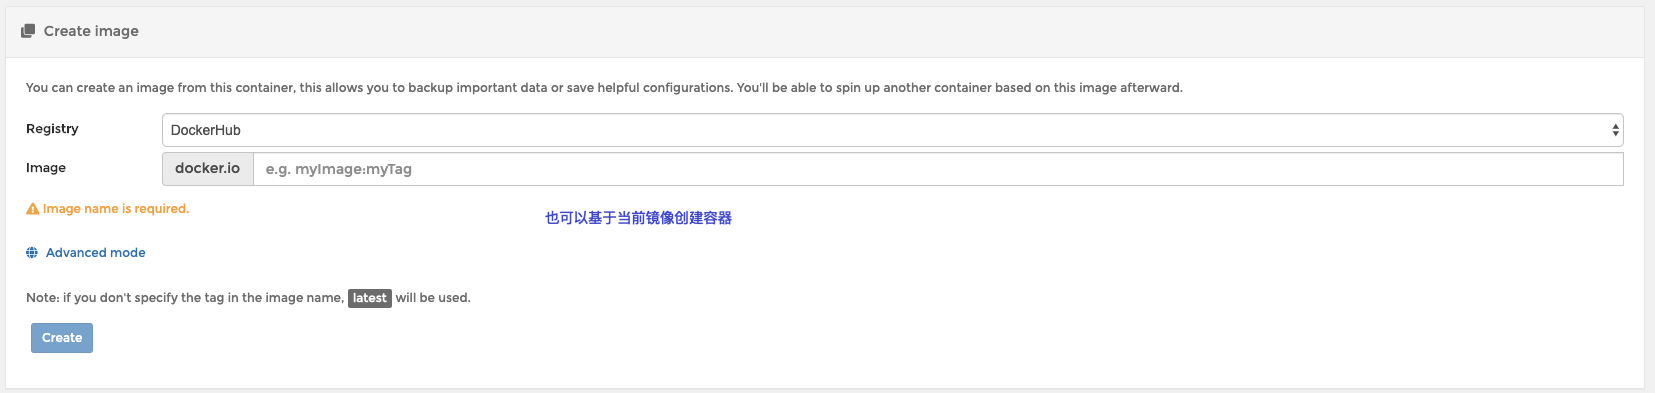 Create image
You can create an image from this container, this allows you to backup important data or save helpful configurations. You'll be able to spin up another container based on this image afterward.
Registry
DockerHub
Image
docker.io
e.g. myImage:myTag
Image name is required.
也可以基于当前镜像创建容器
Advanced mode
Note: if you don't specify the tag in the image name, latest will be used.
Create